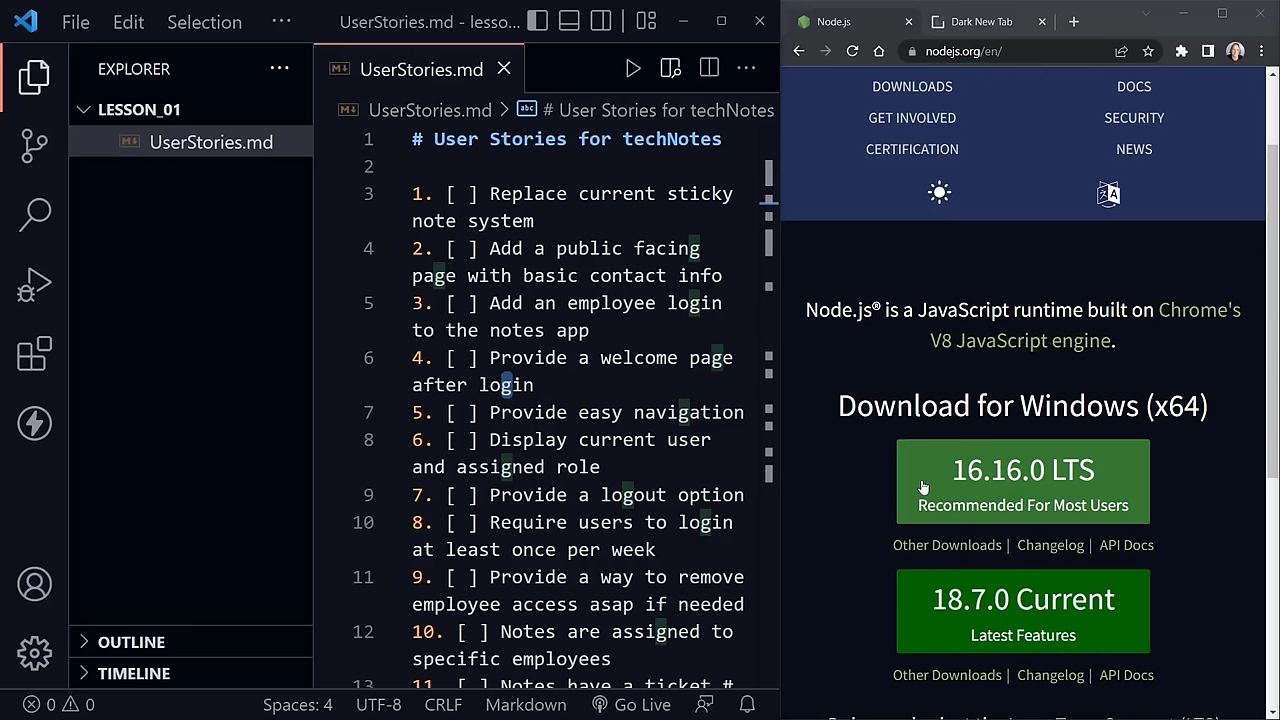 File Edit Selection ··· UserStories.md - lesso...
EXPLORER ···
LESSON_01
UserStories.md
OUTLINE
TIMELINE
UserStories.md
UserStories.md > # User Stories for techNotes
1 # User Stories for techNotes
2
3 1. [ ] Replace current sticky
note system
4 2. [ ] Add a public facing
page with basic contact info
5 3. [ ] Add an employee login
to the notes app
6 4. [ ] Provide a welcome page
after login
7 5. [ ] Provide easy navigation
8 6. [ ] Display current user
and assigned role
9 7. [ ] Provide a logout option
10 8. [ ] Require users to login
at least once per week
11 9. [ ] Provide a way to remove
employee access asap if needed
12 10. [ ] Notes are assigned to
specific employees
13 11. [ ] Notes have a ticket #
0 0 Spaces: 4 UTF-8 CRLF Markdown Go Live
Node.js Dark New Tab
nodejs.org/en/
DOWNLOADS DOCS
GET INVOLVED SECURITY
CERTIFICATION NEWS
Node.js® is a JavaScript runtime built on Chrome's
V8 JavaScript engine.
Download for Windows (x64)
16.16.0 LTS
Recommended For Most Users
Other Downloads | Changelog | API Docs
18.7.0 Current
Latest Features
Other Downloads | Changelog | API Docs